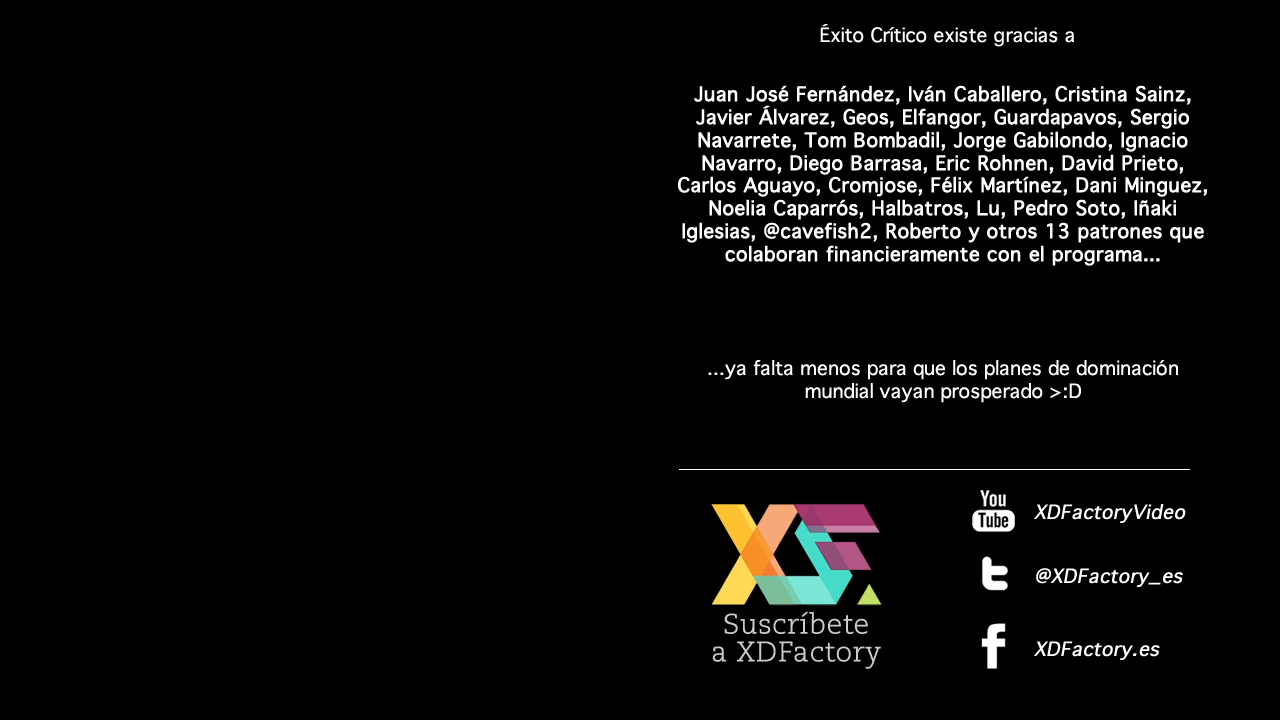 Éxito Crítico existe gracias a
Juan José Fernández, Iván Caballero, Cristina Sainz,
Javier Álvarez, Geos, Elfangor, Guardapavos, Sergio
Navarrete, Tom Bombadil, Jorge Gabilondo, Ignacio
Navarro, Diego Barrasa, Eric Rohnen, David Prieto,
Carlos Aguayo, Cromjose, Félix Martínez, Dani Minguez,
Noelia Caparrós, Halbatros, Lu, Pedro Soto, Iñaki
Iglesias, @cavefish2, Roberto y otros 13 patrones que
colaboran financieramente con el programa...
...ya falta menos para que los planes de dominación
mundial vayan prosperado >:D
XDF.
Suscríbete
a XDFactory
You
Tube
XDFactoryVideo
@XDFactory_es
XDFactory.es